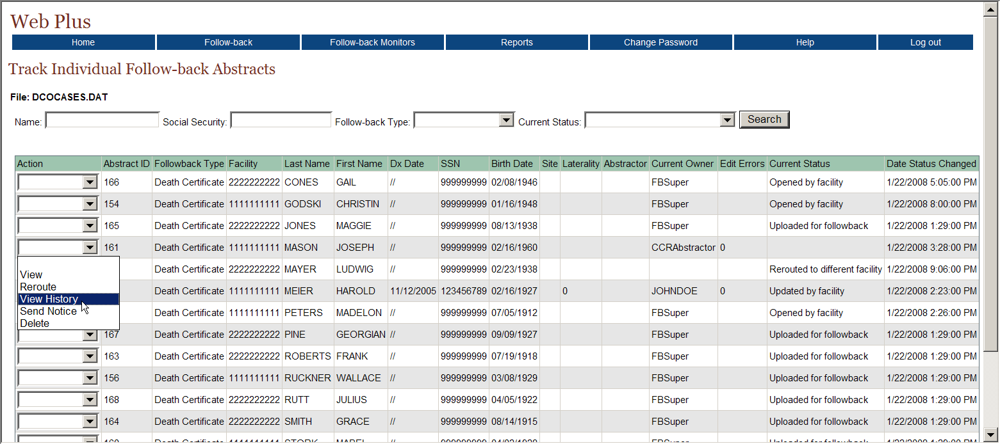 Web Plus
Home Follow-back Follow-back Monitors Reports Change Password Help Log out
Track Individual Follow-back Abstracts
File: DCOCASES.DAT
Name: Social Security: Follow-back Type: Current Status: Search
Action Abstract ID Followback Type Facility Last Name First Name Dx Date SSN Birth Date Site Laterality Abstractor Current Owner Edit Errors Current Status Date Status Changed
166 Death Certificate 2222222222 CONES GAIL // 999999999 02/08/1946 FBSuper Opened by facility 1/22/2008 5:05:00 PM
154 Death Certificate 1111111111 GODSKI CHRISTIN // 999999999 01/16/1948 FBSuper Opened by facility 1/22/2008 8:00:00 PM
165 Death Certificate 2222222222 JONES MAGGIE // 999999999 08/13/1938 FBSuper Uploaded for followback 1/22/2008 1:29:00 PM
161 Death Certificate 1111111111 MASON JOSEPH // 999999999 02/16/1960 CCRAbstractor 0 1/22/2008 3:28:00 PM
View Death Certificate 2222222222 MAYER LUDWIG // 999999999 02/23/1938 Rerouted to different facility 1/22/2008 9:06:00 PM
Reroute
View History Death Certificate 1111111111 MEIER HAROLD 11/12/2005 123456789 02/16/1927 0 JOHNDOE 0 Updated by facility 1/22/2008 2:23:00 PM
Send Notice Death Certificate 1111111111 PETERS MADELON // 999999999 07/05/1912 FBSuper Opened by facility 1/22/2008 2:26:00 PM
Delete
167 Death Certificate 2222222222 PINE GEORGIAN // 999999999 09/09/1927 FBSuper Uploaded for followback 1/22/2008 1:29:00 PM
163 Death Certificate 2222222222 ROBERTS FRANK // 999999999 07/19/1918 FBSuper Uploaded for followback 1/22/2008 1:29:00 PM
156 Death Certificate 1111111111 RUCKNER WALLACE // 999999999 03/08/1929 FBSuper Uploaded for followback 1/22/2008 1:29:00 PM
168 Death Certificate 2222222222 RUTT JULIUS // 999999999 04/05/1922 FBSuper Uploaded for followback 1/22/2008 1:29:00 PM
164 Death Certificate 2222222222 SMITH GRACE // 999999999 08/14/1915 FBSuper Uploaded for followback 1/22/2008 1:29:00 PM